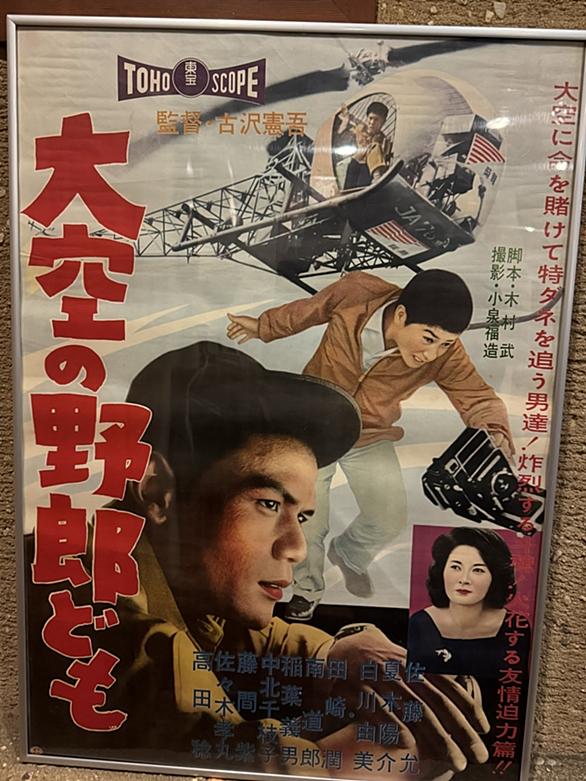 TOHO 東宝 SCOPE
監督・古沢憲吾
大空に命を賭けて特ダネを追う男達!炸烈する
花する友情迫力篇!!
脚本・木村 武
撮影・小泉福造
大空の野郎ども
佐藤 允
夏木陽介
白川由美
田崎 潤
南 道郎
稲葉義男
中北千枝子
藤間 紫
佐々木孝丸
高田 稔